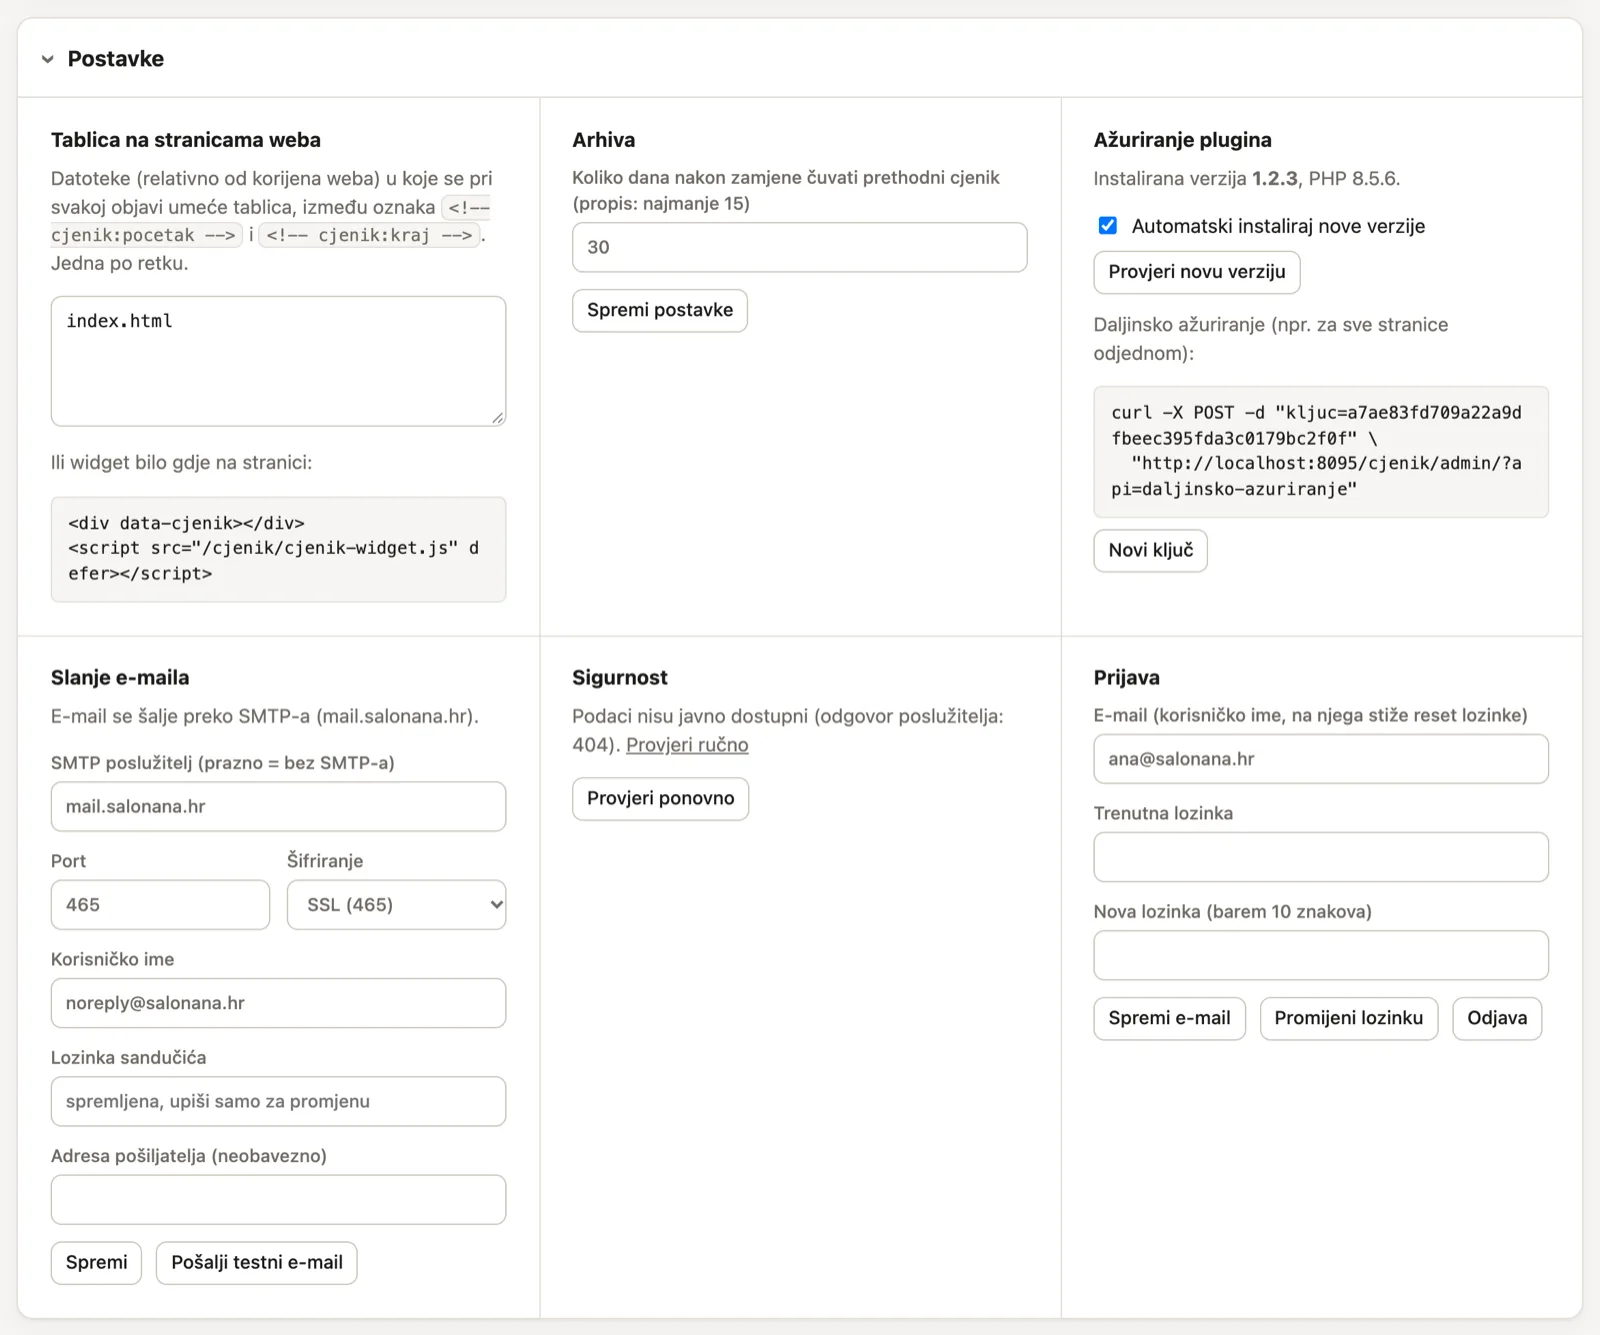 Postavke
Tablica na stranicama weba
Datoteke (relativno od korijena weba) u koje se pri
svakoj objavi umeće tablica, između oznaka <!--
cjenik:pocetak --> i <!-- cjenik:kraj -->.
Jedna po retku.
index.html
Ili widget bilo gdje na stranici:
<div data-cjenik></div>
<script src="/cjenik/cjenik-widget.js" d
efer></script>
Arhiva
Koliko dana nakon zamjene čuvati prethodni cjenik
(propis: najmanje 15)
30
Spremi postavke
Ažuriranje plugina
Instalirana verzija 1.2.3, PHP 8.5.6.
Automatski instaliraj nove verzije
Provjeri novu verziju
Daljinsko ažuriranje (npr. za sve stranice
odjednom):
curl -X POST -d "kljuc=a7ae83fd709a22a9d
fbeec395fda3c0179bc2f0f" \
"http://localhost:8095/cjenik/admin/?a
pi=daljinsko-azuriranje"
Novi ključ
Slanje e-maila
E-mail se šalje preko SMTP-a (mail.salonana.hr).
SMTP poslužitelj (prazno = bez SMTP-a)
mail.salonana.hr
Port
Šifriranje
465
SSL (465)
Korisničko ime
noreply@salonana.hr
Lozinka sandučića
spremljena, upiši samo za promjenu
Adresa pošiljatelja (neobavezno)
Spremi
Pošalji testni e-mail
Sigurnost
Podaci nisu javno dostupni (odgovor poslužitelja:
404). Provjeri ručno
Provjeri ponovno
Prijava
E-mail (korisničko ime, na njega stiže reset lozinke)
ana@salonana.hr
Trenutna lozinka
Nova lozinka (barem 10 znakova)
Spremi e-mail
Promijeni lozinku
Odjava